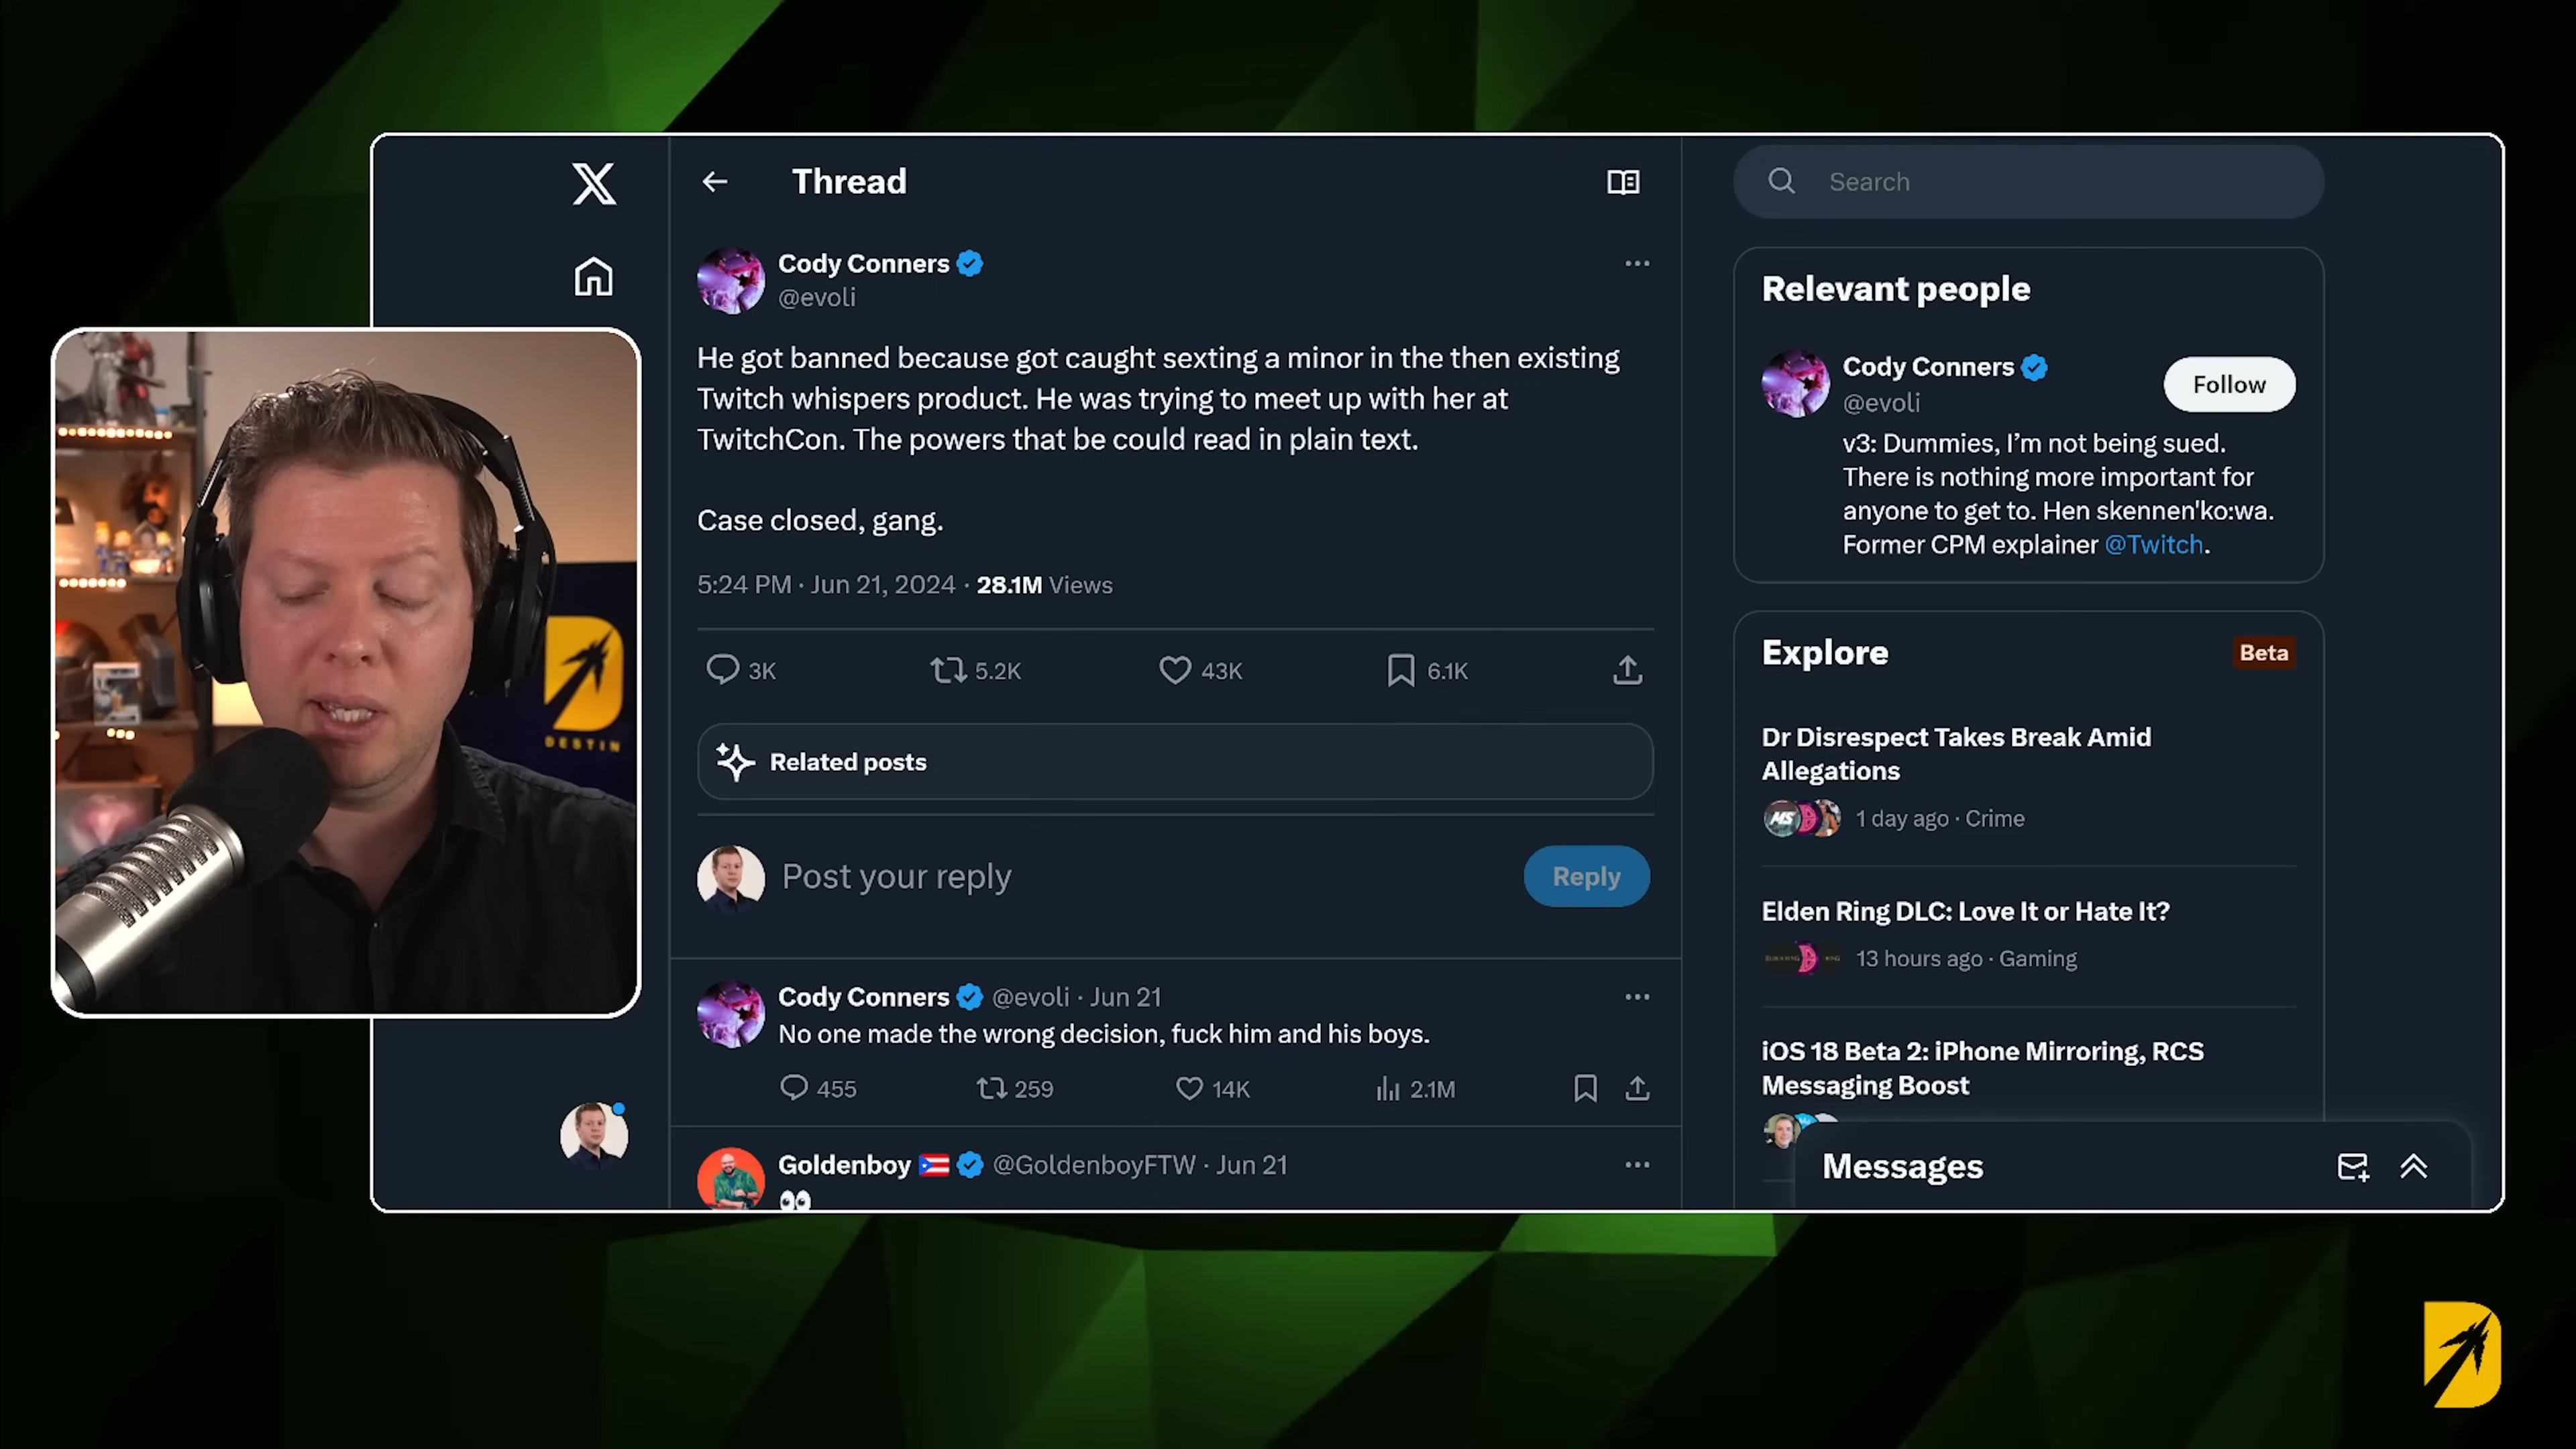 Thread
Search
Cody Conners
@evoli
He got banned because got caught sexting a minor in the then existing
Twitch whispers product. He was trying to meet up with her at
TwitchCon. The powers that be could read in plain text.
Case closed, gang.
5:24 PM · Jun 21, 2024 · 28.1M Views
3K 5.2K 43K 6.1K
Related posts
Post your reply
Reply
Cody Conners @evoli · Jun 21
No one made the wrong decision, fuck him and his boys.
455 259 14K 2.1M
Goldenboy 🇵🇷 @GoldenboyFTW · Jun 21
👀
Relevant people
Cody Conners
@evoli
Follow
v3: Dummies, I’m not being sued.
There is nothing more important for
anyone to get to. Hen skennen'ko:wa.
Former CPM explainer @Twitch.
Explore
Beta
Dr Disrespect Takes Break Amid
Allegations
1 day ago · Crime
Elden Ring DLC: Love It or Hate It?
13 hours ago · Gaming
iOS 18 Beta 2: iPhone Mirroring, RCS
Messaging Boost
Messages
DESTIN